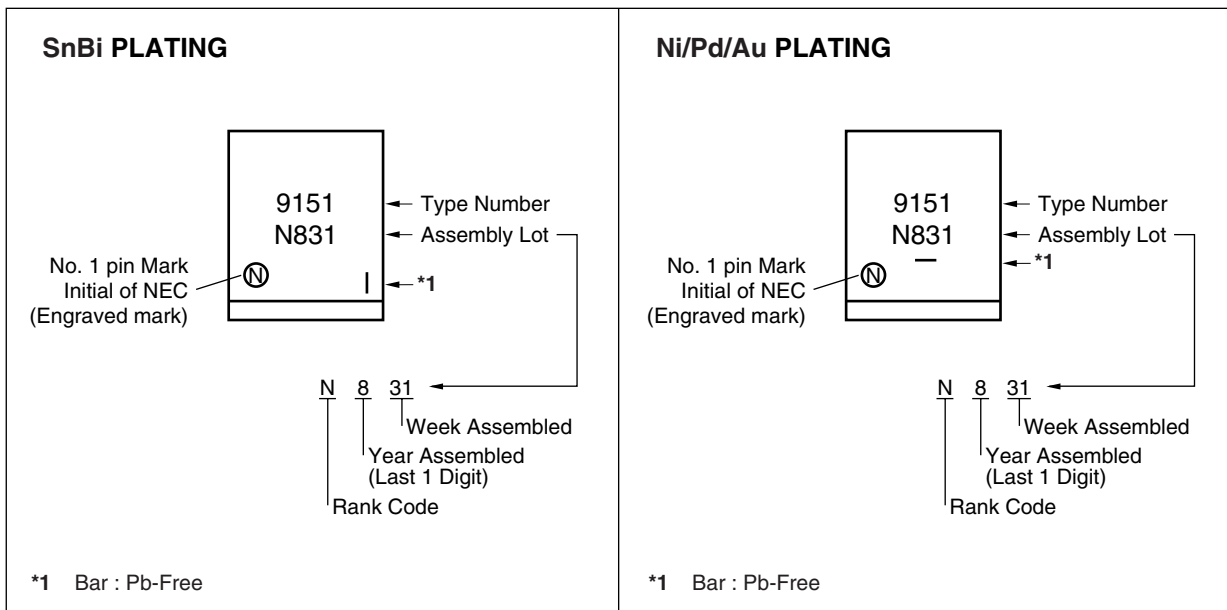 SnBi PLATING
9151
Type Number
N831
Assembly Lot
No. 1 pin Mark
Initial of NEC
(Engraved mark)
N
*1
N 8 31
Week Assembled
Year Assembled
(Last 1 Digit)
Rank Code
*1 Bar : Pb-Free
Ni/Pd/Au PLATING
9151
Type Number
N831
Assembly Lot
*1
No. 1 pin Mark
Initial of NEC
(Engraved mark)
N
N 8 31
Week Assembled
Year Assembled
(Last 1 Digit)
Rank Code
*1 Bar : Pb-Free